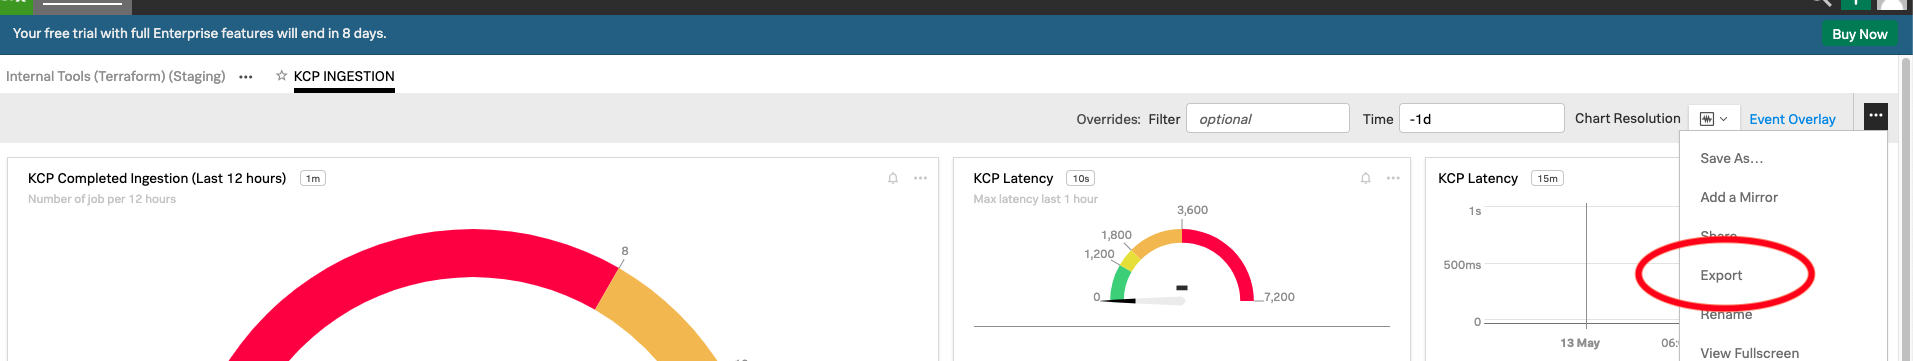 Your free trial with full Enterprise features will end in 8 days.
Buy Now
Internal Tools (Terraform) (Staging) ••• ☆ KCP INGESTION
Overrides: Filter optional Time -1d Chart Resolution Event Overlay •••
Save As...
Add a Mirror
Share
Export
Rename
View Fullscreen
KCP Completed Ingestion (Last 12 hours) 1m
Number of job per 12 hours
8
KCP Latency 10s
Max latency last 1 hour
3,600
1,800
1,200
0
7,200
KCP Latency 15m
1s
500ms
0
13 May